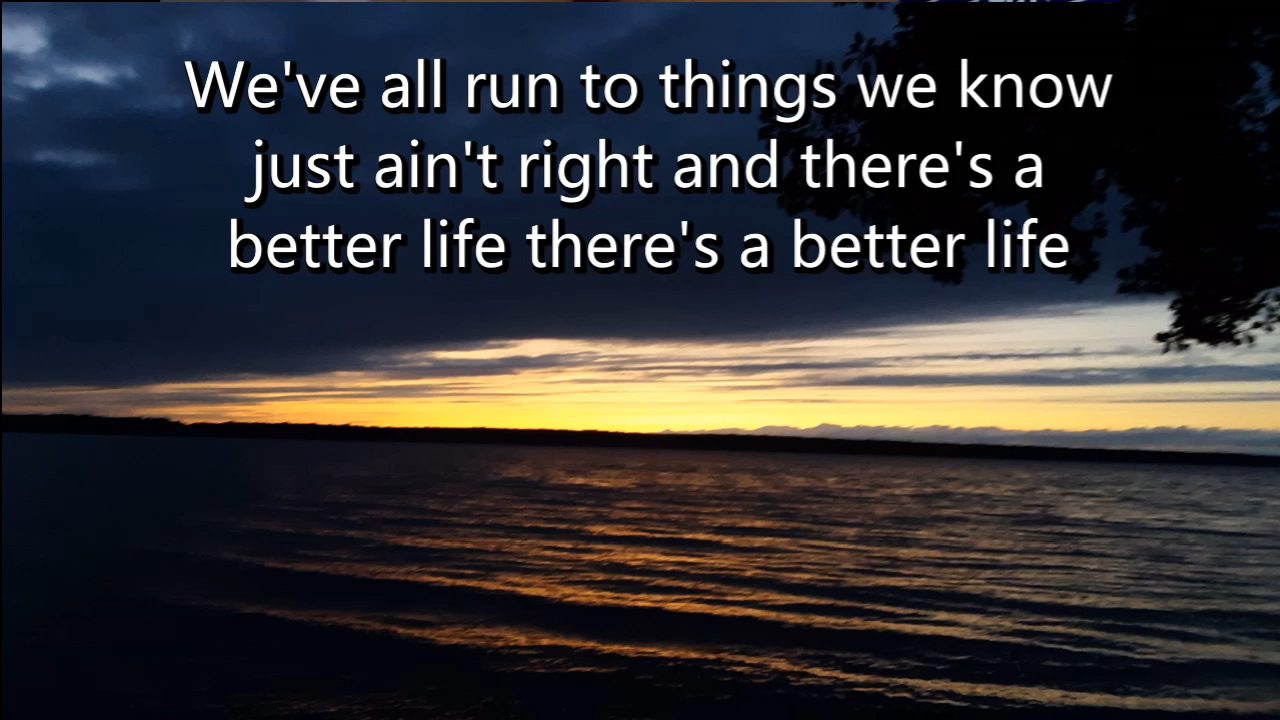 We've all run to things we know
just ain't right and there's a
better life there's a better life